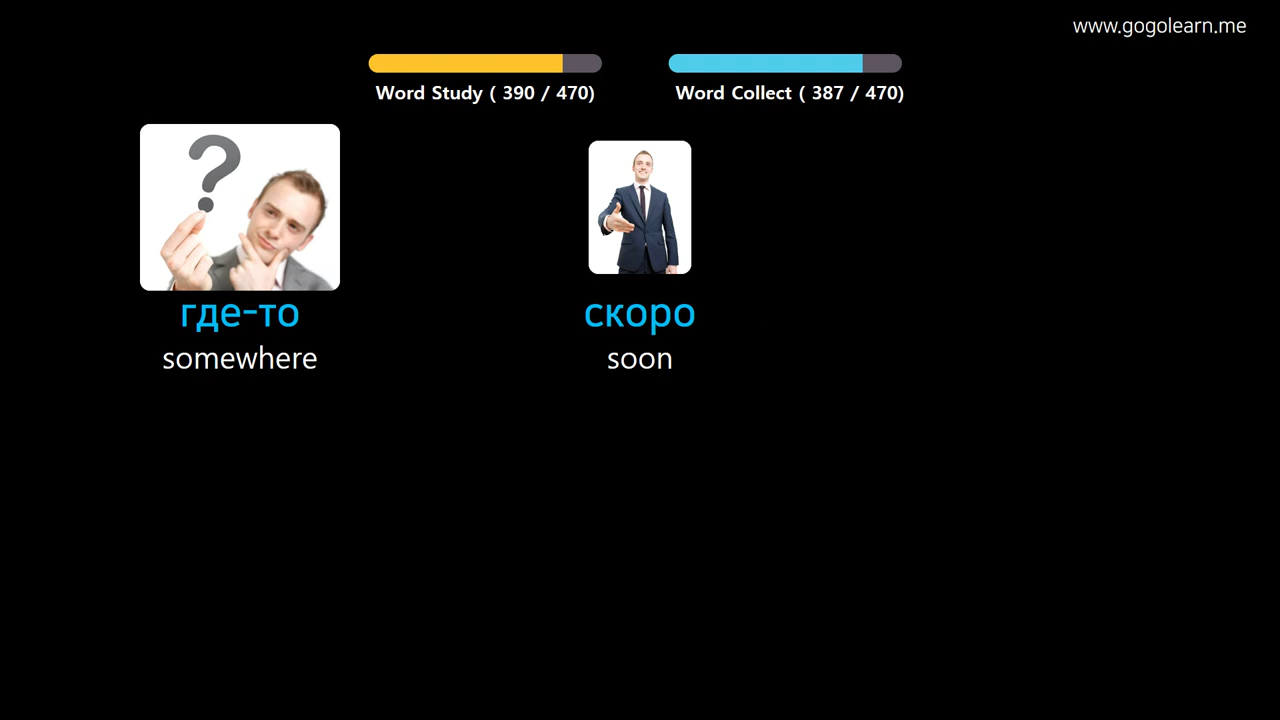 www.gogolearn.me
Word Study ( 390 / 470)
Word Collect ( 387 / 470)
?
где-то
somewhere
скоро
soon